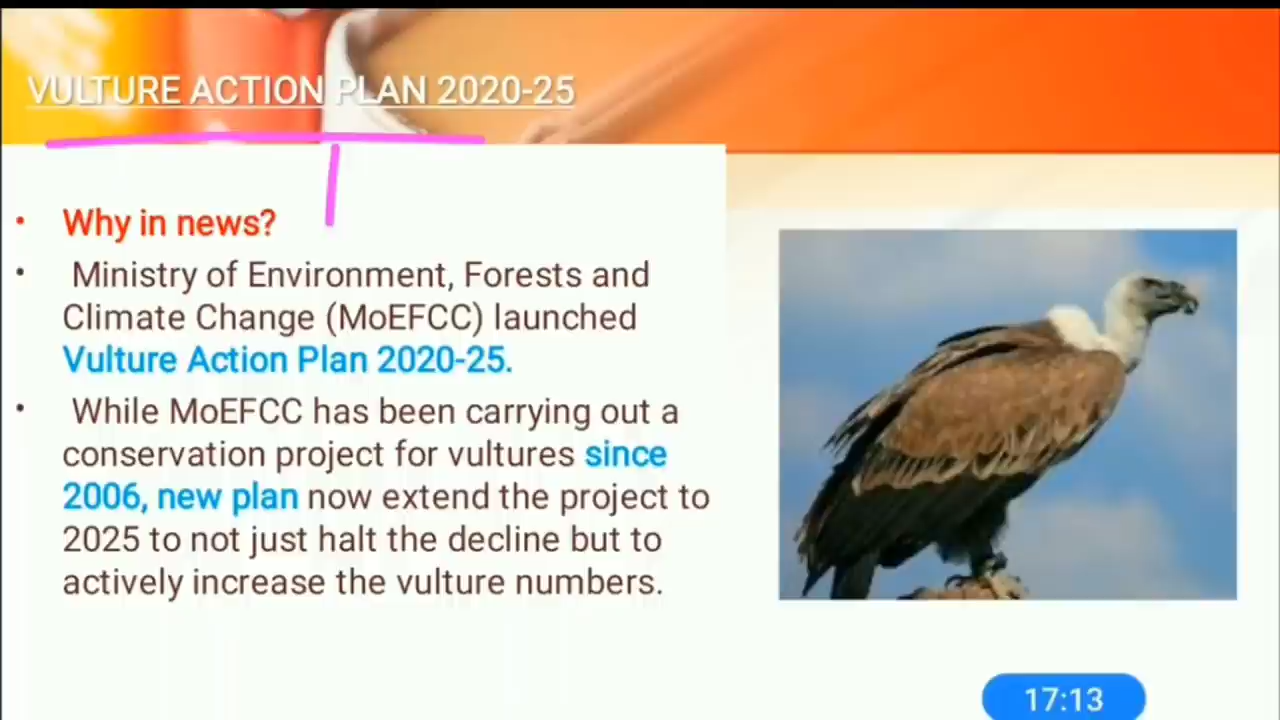 VULTURE ACTION PLAN 2020-25
• Why in news?
• Ministry of Environment, Forests and
Climate Change (MoEFCC) launched
Vulture Action Plan 2020-25.
• While MoEFCC has been carrying out a
conservation project for vultures since
2006, new plan now extend the project to
2025 to not just halt the decline but to
actively increase the vulture numbers.
17:13